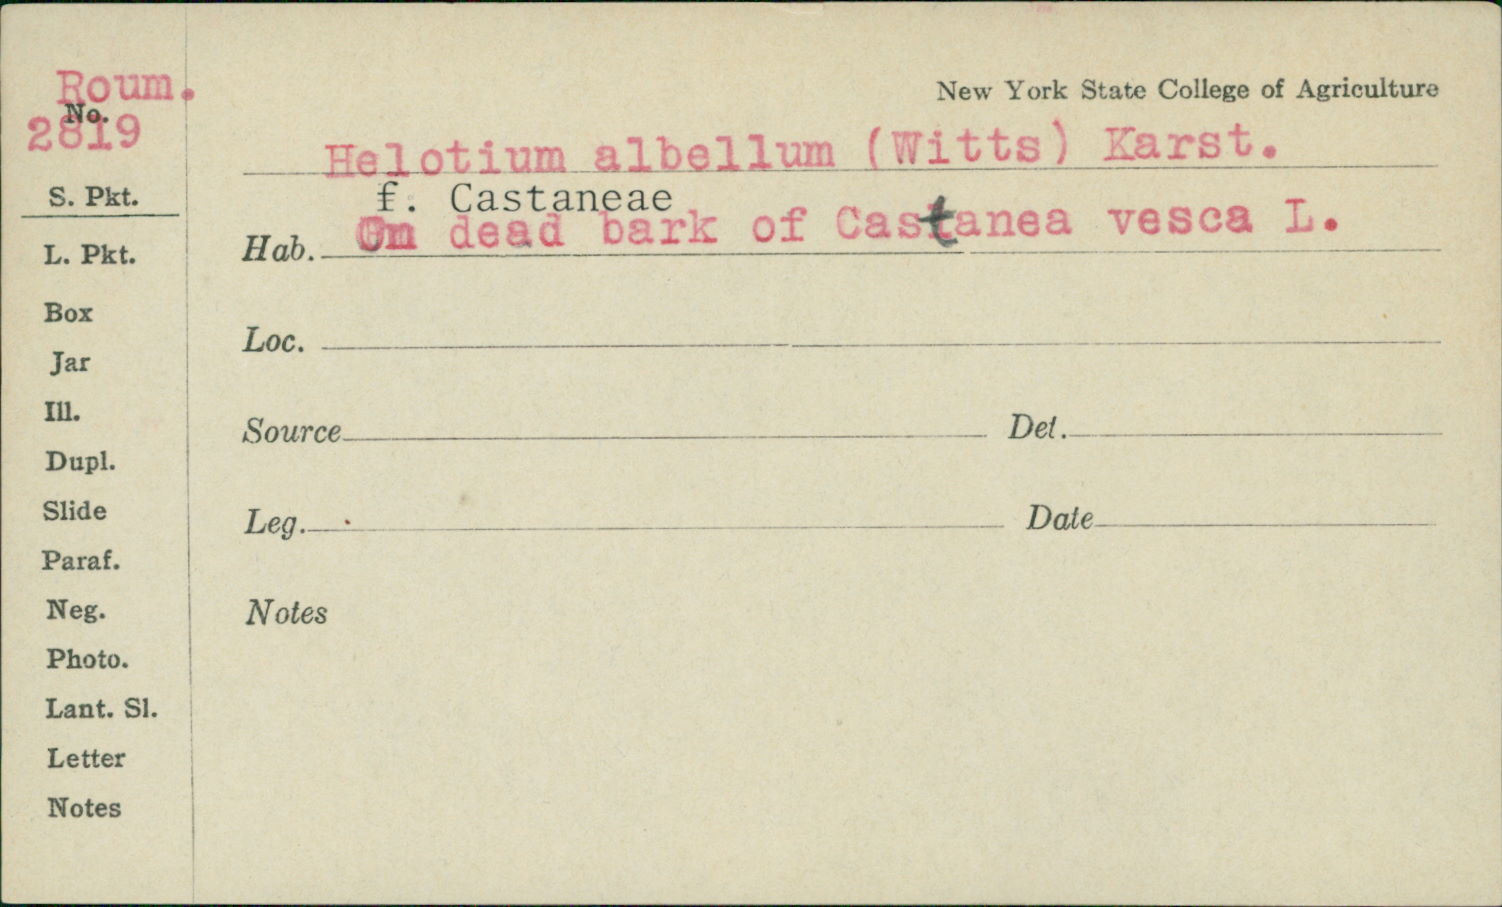 Roum.
No.
2819
New York State College of Agriculture
Helotium albellum (Witts) Karst.
f. Castaneae
Hab. On dead bark of Castanea vesca L.
S. Pkt.
L. Pkt.
Box
Jar
Ill.
Dupl.
Slide
Paraf.
Neg.
Photo.
Lant. Sl.
Letter
Notes
Loc.
Source Det.
Leg. Date
Notes